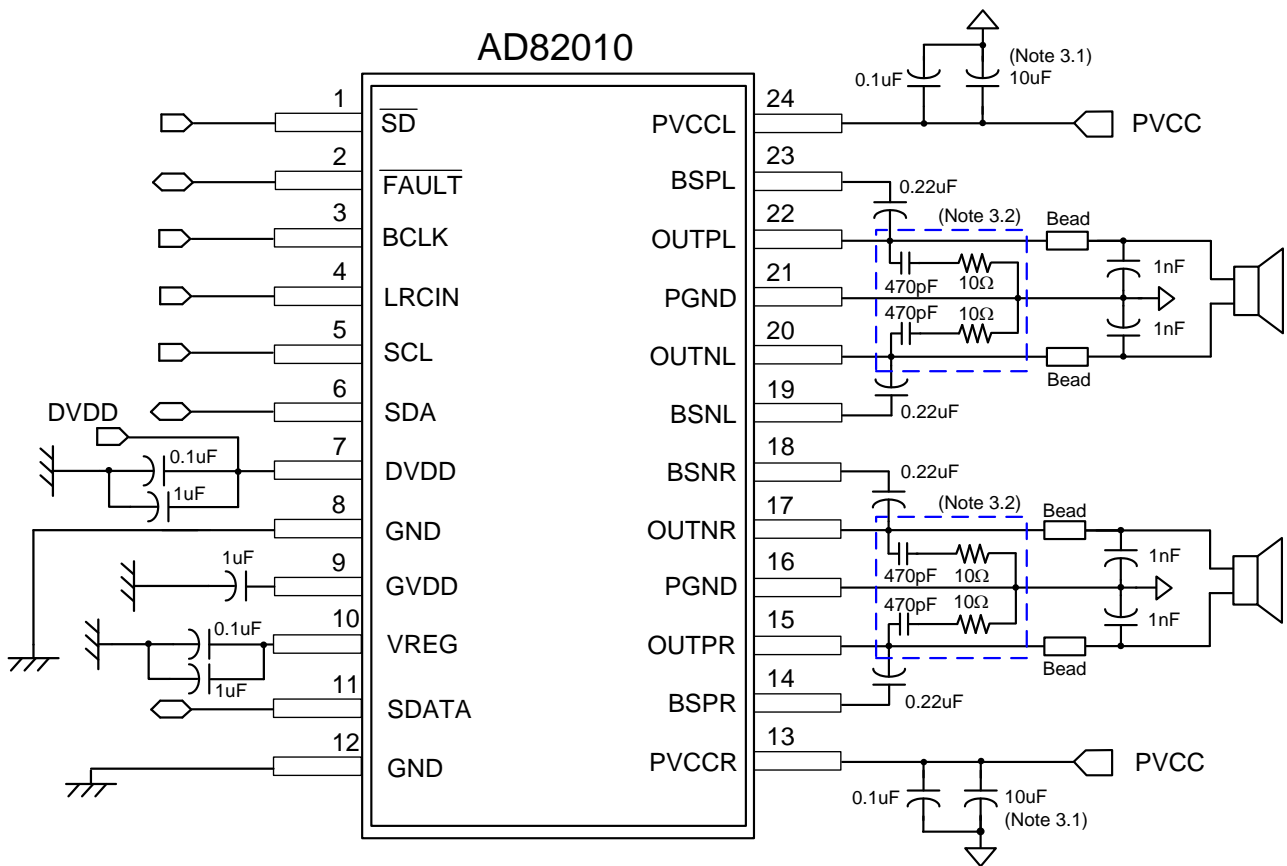 AD82010
1
SD
2
FAULT
3
BCLK
4
LRCIN
5
SCL
6
SDA
DVDD
7
DVDD
0.1uF
1uF
8
GND
1uF
9
GVDD
10
VREG
0.1uF
1uF
11
SDATA
12
GND
(Note 3.1)
0.1uF
10uF
24
PVCCL
PVCC
23
BSPL
0.22uF
22
OUTPL
(Note 3.2)
Bead
21
PGND
470pF
10Ω
1nF
470pF
10Ω
1nF
20
OUTNL
Bead
19
BSNL
0.22uF
18
BSNR
0.22uF
17
OUTNR
(Note 3.2)
Bead
16
PGND
470pF
10Ω
1nF
470pF
10Ω
1nF
15
OUTPR
Bead
14
BSPR
0.22uF
13
PVCCR
PVCC
0.1uF
10uF
(Note 3.1)